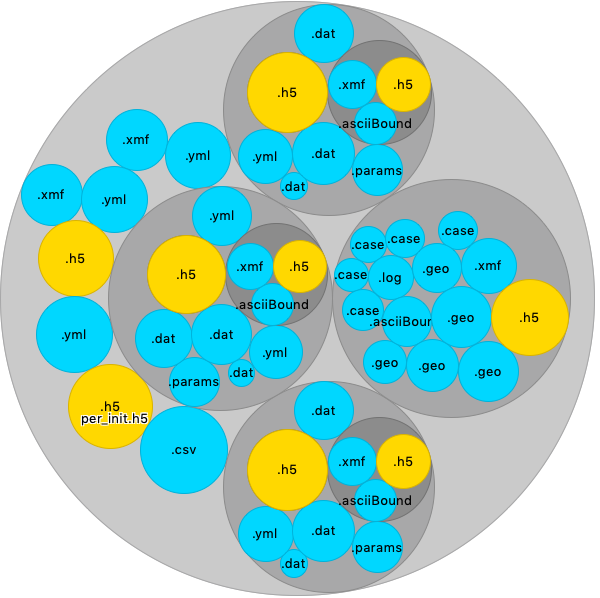 .dat
.h5
.xmf
.h5
.asciiBound
.yml
.dat
.dat
.params
.xmf
.yml
.xmf
.yml
.h5
.yml
.h5
per_init.h5
.csv
.yml
.h5
.xmf
.h5
.asciiBound
.dat
.dat
.yml
.dat
.params
.case
.case
.case
.case
.log
.geo
.xmf
.case
.asciiBoun
.geo
.h5
.geo
.geo
.geo
.dat
.h5
.xmf
.h5
.asciiBound
.yml
.dat
.dat
.params